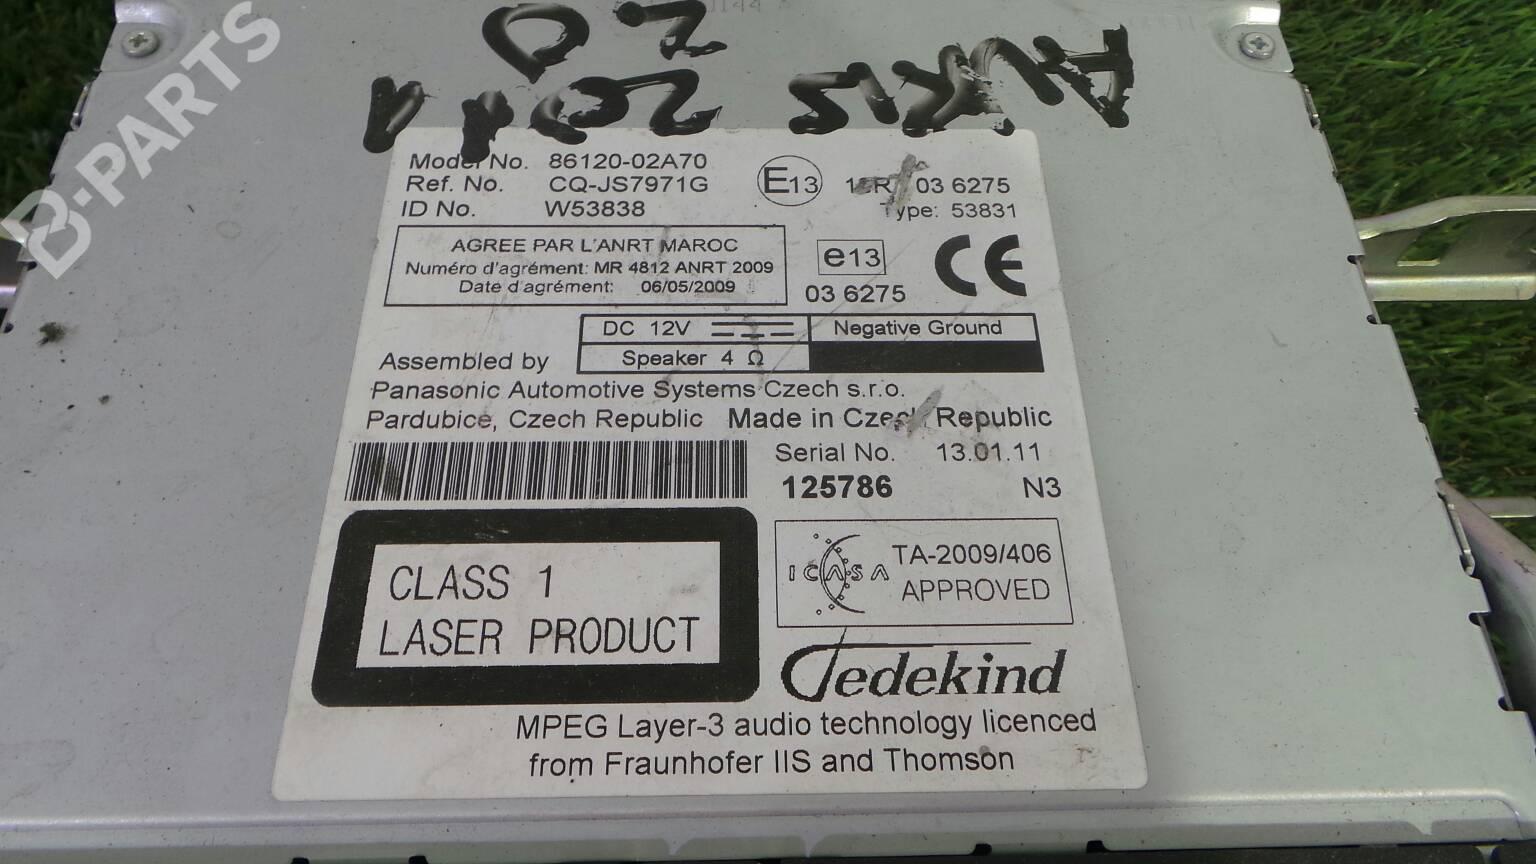 B-PARTS
AURIS 2011
2.0
Model No. 86120-02A70
Ref. No. CQ-JS7971G
ID No. W53838
E13 03 6275
Type: 53831
AGREE PAR L'ANRT MAROC
Numéro d'agrément: MR 4812 ANRT 2009
Date d'agrément: 06/05/2009
e13
03 6275
CE
DC 12V Negative Ground
Speaker 4 Ω
Assembled by
Panasonic Automotive Systems Czech s.r.o.
Pardubice, Czech Republic Made in Czech Republic
Serial No. 13.01.11
125786 N3
CLASS 1
LASER PRODUCT
ICASA TA-2009/406
APPROVED
Jedekind
MPEG Layer-3 audio technology licenced
from Fraunhofer IIS and Thomson